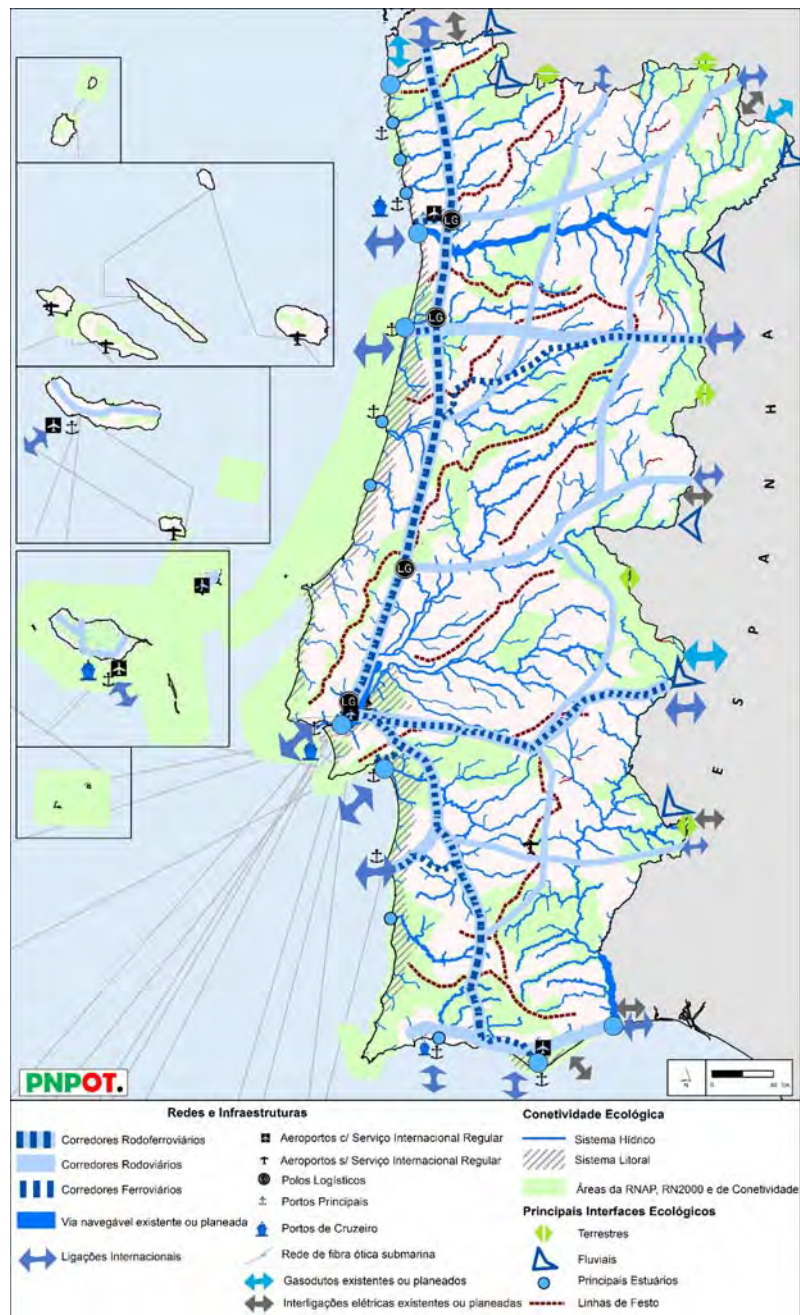 LG
LG
LG
LG
ESPANHA
PNPOT.
N
0
Redes e Infraestruturas
Corredores Rodoferroviários
Corredores Rodoviários
Corredores Ferroviários
Via navegável existente ou planeada
Ligações Internacionais
Aeroportos c/ Serviço Internacional Regular
Aeroportos s/ Serviço Internacional Regular
LG Polos Logísticos
Portos Principais
Portos de Cruzeiro
Rede de fibra ótica submarina
Gasodutos existentes ou planeados
Interligações elétricas existentes ou planeadas
Conetividade Ecológica
Sistema Hídrico
Sistema Litoral
Áreas da RNAP, RN2000 e de Conetividade
Principais Interfaces Ecológicos
Terrestres
Fluviais
Principais Estuários
Linhas de Festo